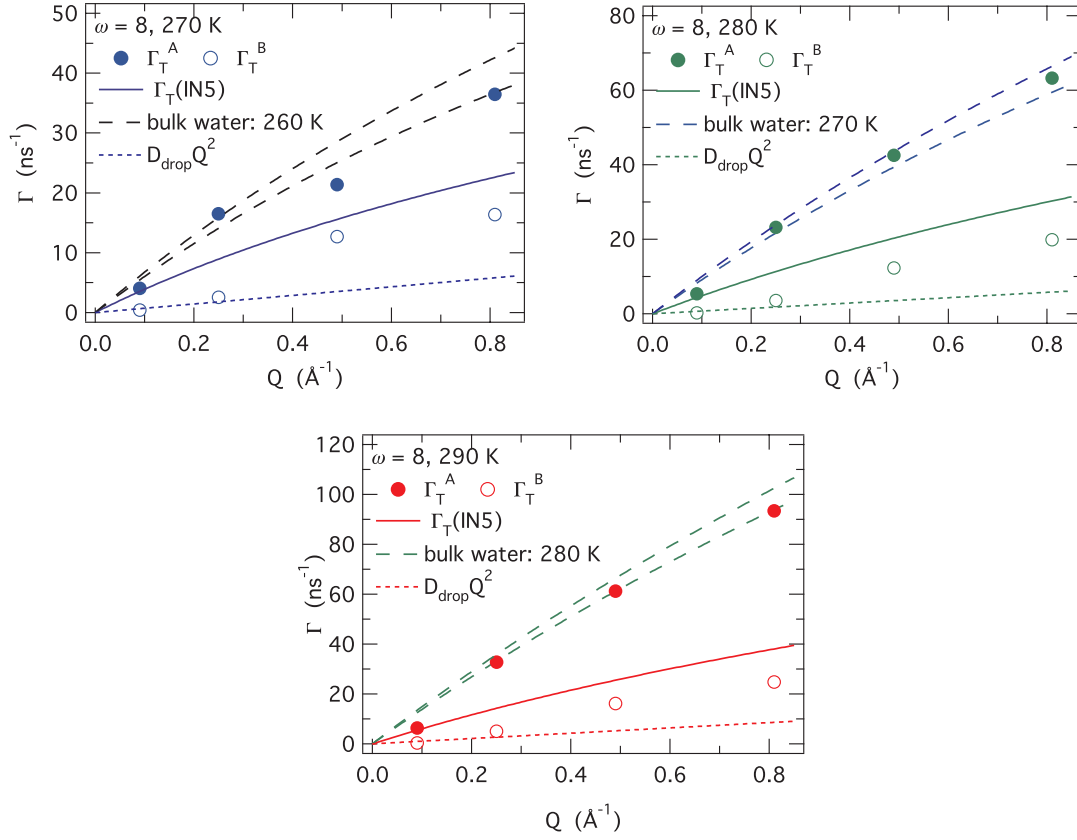 ω = 8, 270 K
Γ_T^A Γ_T^B
Γ_T(IN5)
bulk water: 260 K
D_dropQ^2
50
40
30
20
10
0
Γ (ns^-1)
0.0 0.2 0.4 0.6 0.8
Q (Å^-1)
ω = 8, 280 K
Γ_T^A Γ_T^B
Γ_T(IN5)
bulk water: 270 K
D_dropQ^2
80
60
40
20
0
Γ (ns^-1)
0.0 0.2 0.4 0.6 0.8
Q (Å^-1)
ω = 8, 290 K
Γ_T^A Γ_T^B
Γ_T(IN5)
bulk water: 280 K
D_dropQ^2
120
100
80
60
40
20
0
Γ (ns^-1)
0.0 0.2 0.4 0.6 0.8
Q (Å^-1)